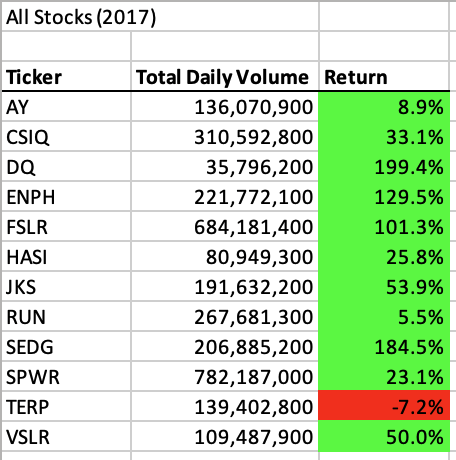 All Stocks (2017)
Ticker Total Daily Volume Return
AY 136,070,900 8.9%
CSIQ 310,592,800 33.1%
DQ 35,796,200 199.4%
ENPH 221,772,100 129.5%
FSLR 684,181,400 101.3%
HASI 80,949,300 25.8%
JKS 191,632,200 53.9%
RUN 267,681,300 5.5%
SEDG 206,885,200 184.5%
SPWR 782,187,000 23.1%
TERP 139,402,800 -7.2%
VSLR 109,487,900 50.0%